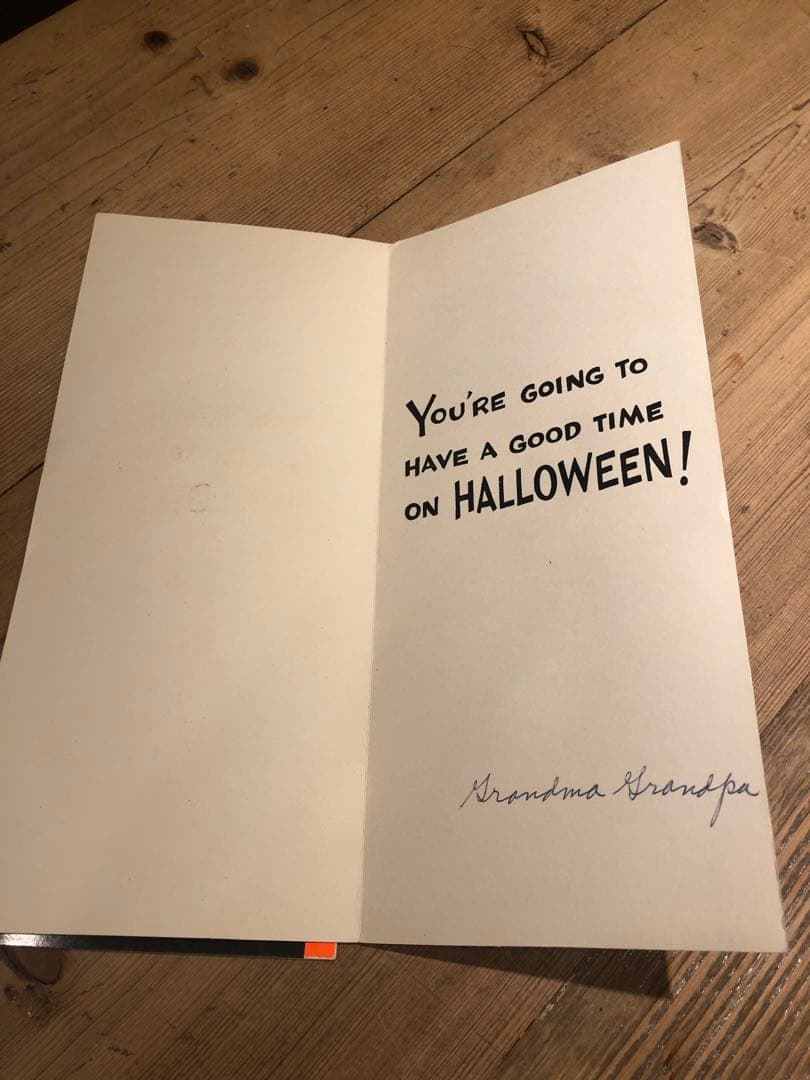 YOU'RE GOING TO
HAVE A GOOD TIME
ON HALLOWEEN!
Grandma Grandpa